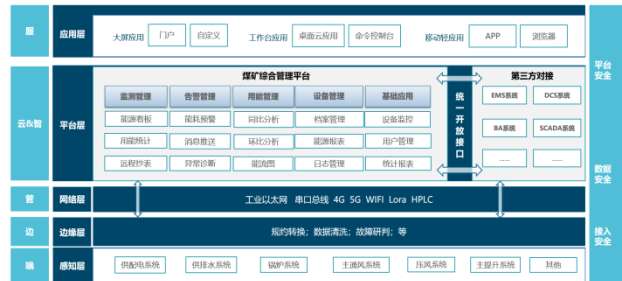 服 应用层 大屏应用 门户 自定义 工作台应用 桌面云应用 命令控制台 移动轻应用 APP 浏览器
平台安全
云&智 平台层
煤矿综合管理平台 第三方对接
监测管理 告警管理 用能管理 设备管理 基础应用
能源看板 能耗预警 同比分析 档案管理 设备监控
用能统计 消息推送 环比分析 能源报表 用户管理
远程抄表 异常诊断 能流图 日志管理 统计报表
统一开放接口
EMS系统 DCS系统
BA系统 SCADA系统
..... .....
数据安全
管 网络层 工业以太网 串口总线 4G 5G WIFI Lora HPLC
边 边缘层 规约转换；数据清洗；故障研判；等
接入安全
端 感知层 供配电系统 供排水系统 锅炉系统 主通风系统 压风系统 主提升系统 其他